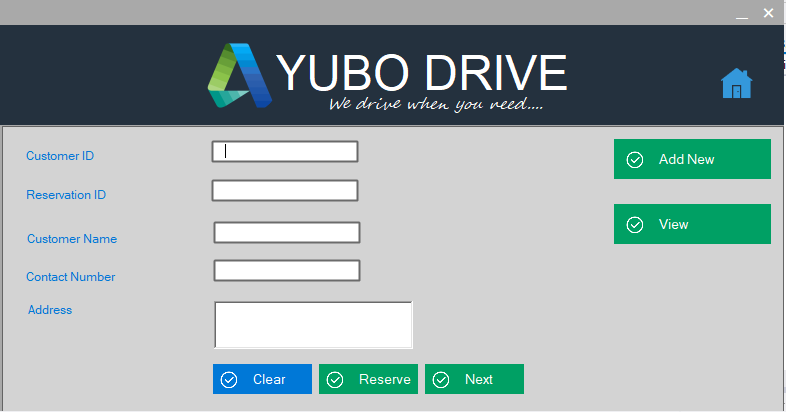 YUBO DRIVE
We drive when you need....
Customer ID
Add New
Reservation ID
View
Customer Name
Contact Number
Address
Clear
Reserve
Next